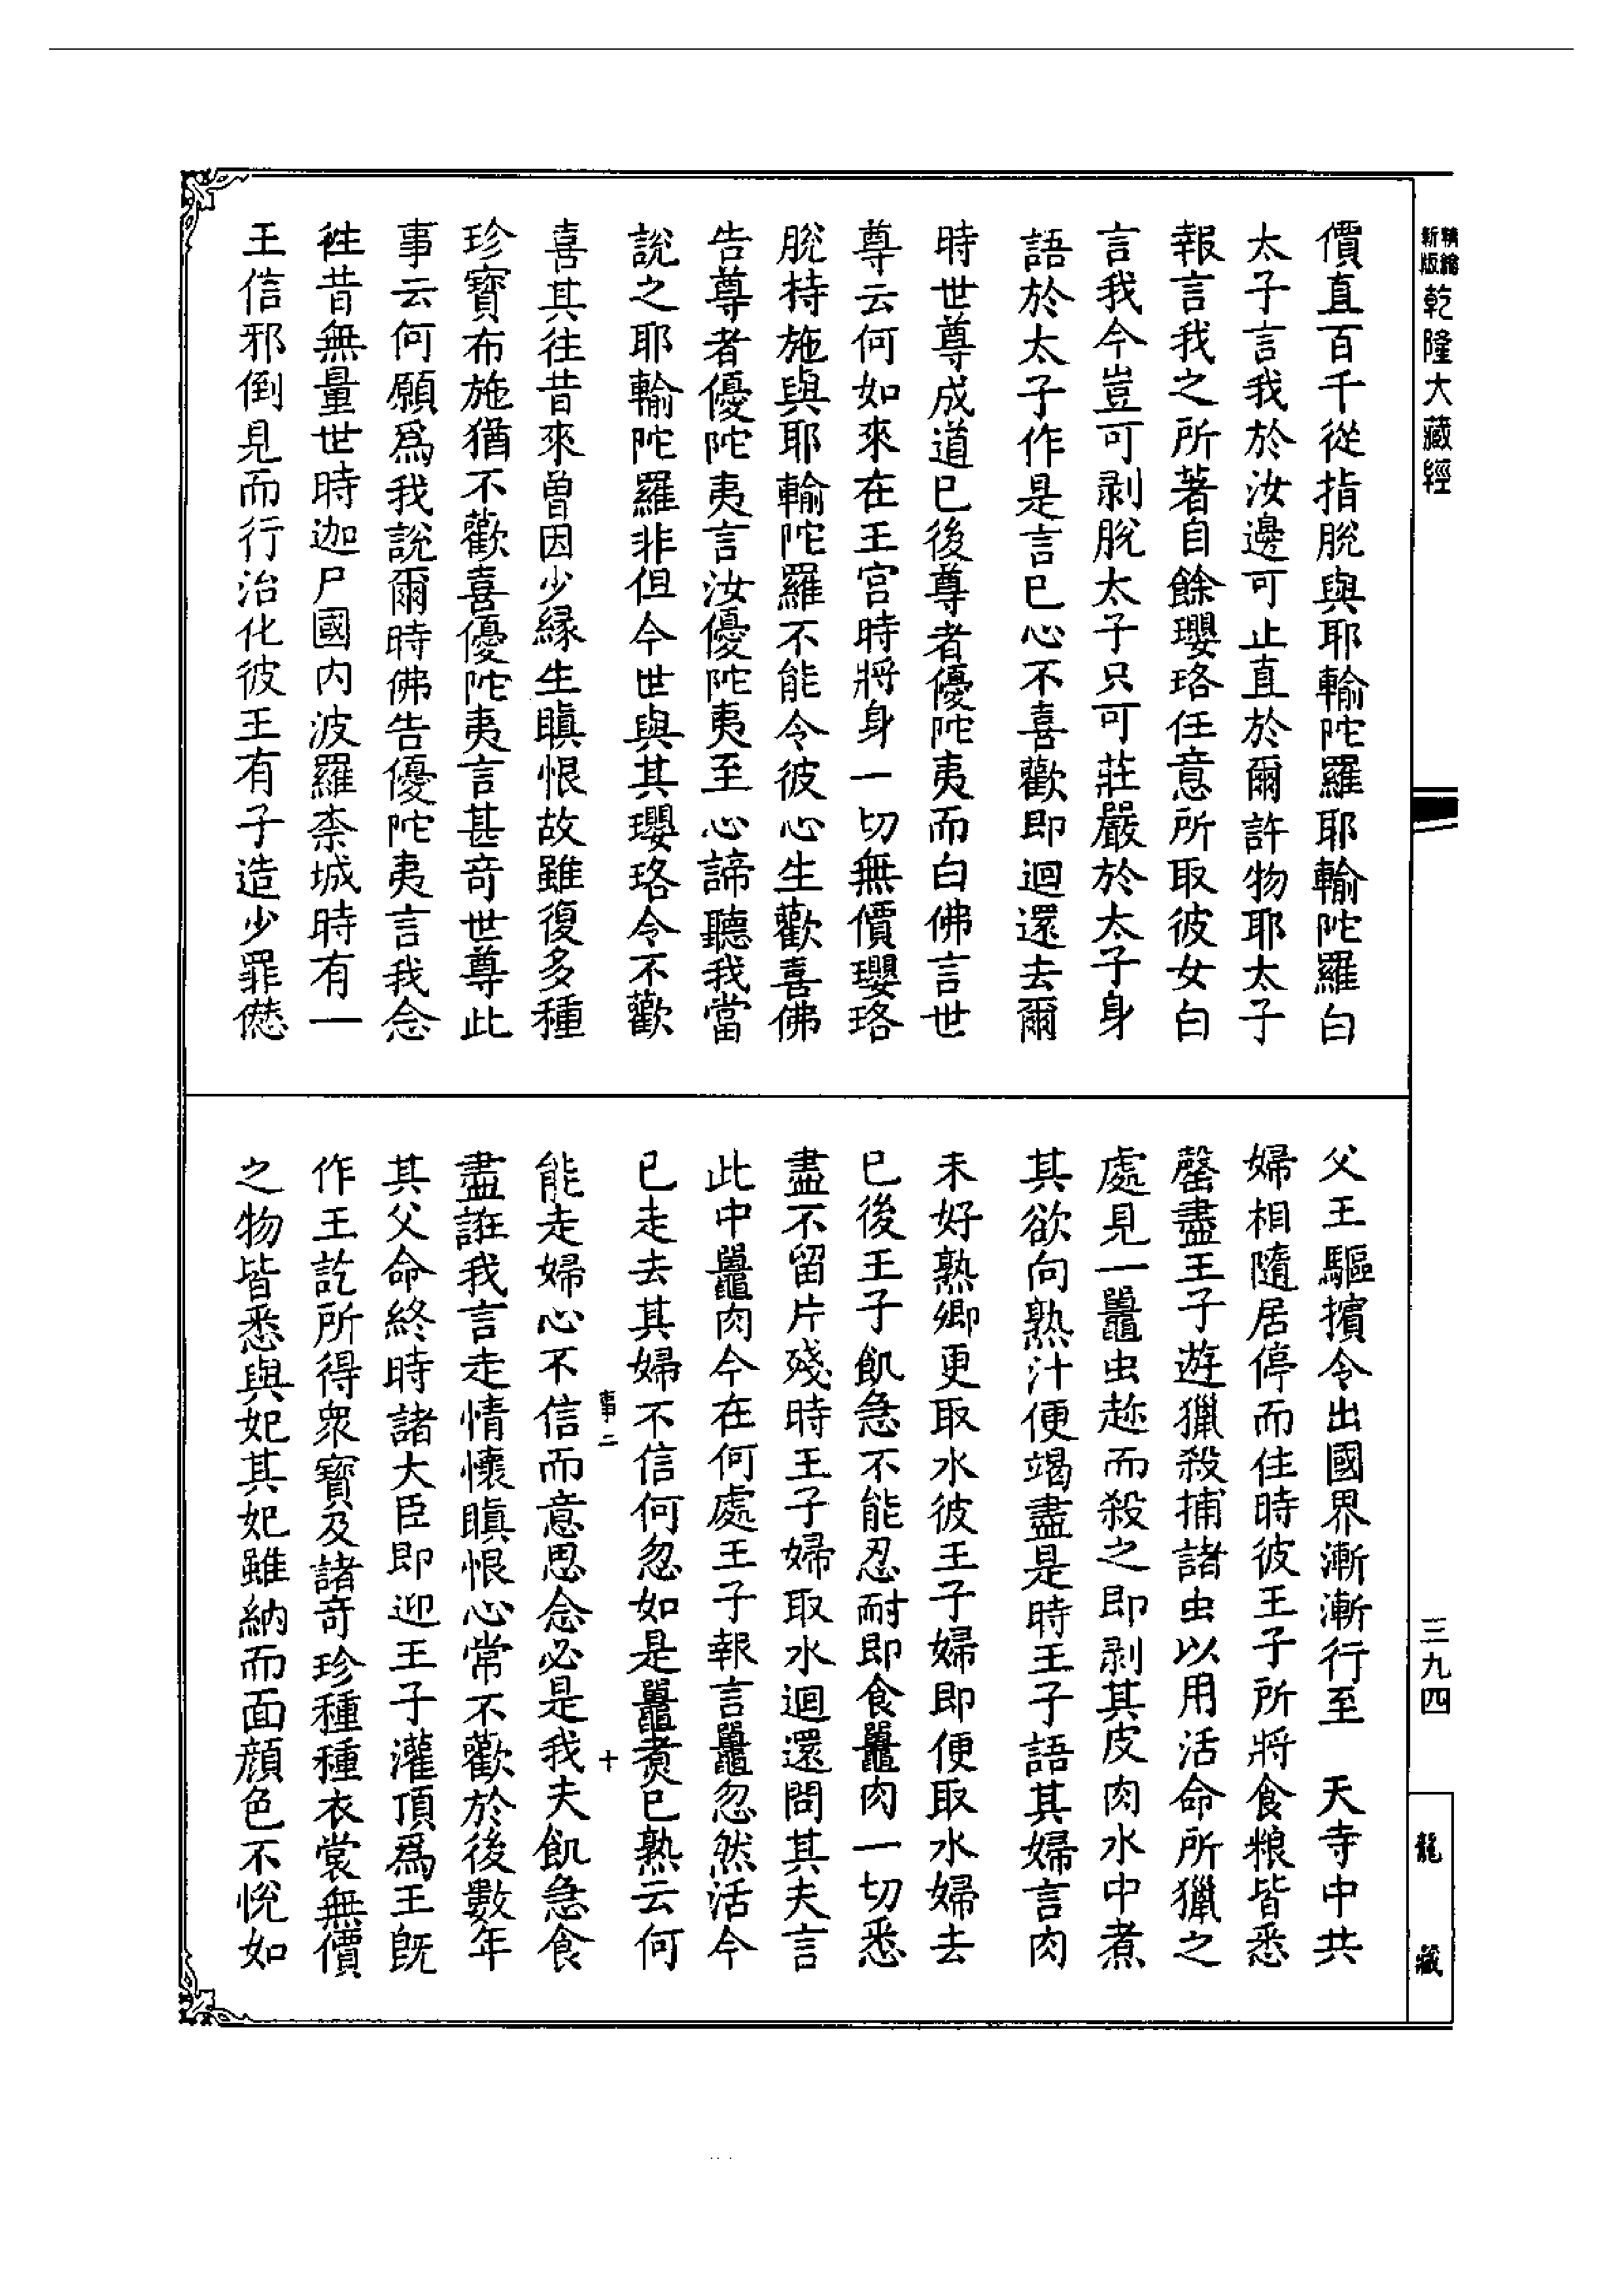 新版
精繪
乾隆大藏經
三九四
龍藏
價直百千從指脫與耶輸陀羅耶輸陀羅白
太子言我於汝邊可止直於爾許物耶太子
報言我之所著自餘瓔珞任意所取彼女白
言我今豈可剥脫太子只可莊嚴於太子身
語於太子作是言已心不喜歡即迴還去爾
時世尊成道已後尊者優陀夷而白佛言世
尊云何如來在王宮時將身一切無價瓔珞
脫持施與耶輸陀羅不能令彼心生歡喜佛
告尊者優陀夷言汝優陀夷至心諦聽我當
說之耶輸陀羅非但今世與其瓔珞令不歡
喜其往昔來曾因少緣生瞋恨故雖復多種
珍寳布施猶不歡喜優陀夷言甚奇世尊此
事云何願爲我說爾時佛告優陀夷言我念
徃昔無量世時迦尸國內波羅柰城時有一
王信邪倒見而行治化彼王有子造少罪愆
父王驅擯令出國界漸漸行至 天寺中共
婦相隨居停而住時彼王子所將食粮皆悉
罄盡王子遊獵殺捕諸虫以用活命所獵之
處見一鼉虫趂而殺之即剥其皮肉水中煮
其欲向熟汁便竭盡是時王子語其婦言肉
未好熟卿更取水彼王子婦即便取水婦去
已後王子飢急不能忍耐即食鼉肉一切悉
盡不留片殘時王子婦取水迴還問其夫言
此中鼉肉今在何處王子報言鼉忽然活今
已走去其婦不信何忽如是鼉煮已熟云何
事二 十
能走婦心不信而意思念必是我夫飢急食
盡誑我言走情懷瞋恨心常不歡於後數年
其父命終時諸大臣即迎王子灌頂爲王旣
作王訖所得衆寳及諸奇珍種種衣裳無價
之物皆悉與妃其妃雖納而面顔色不悅如